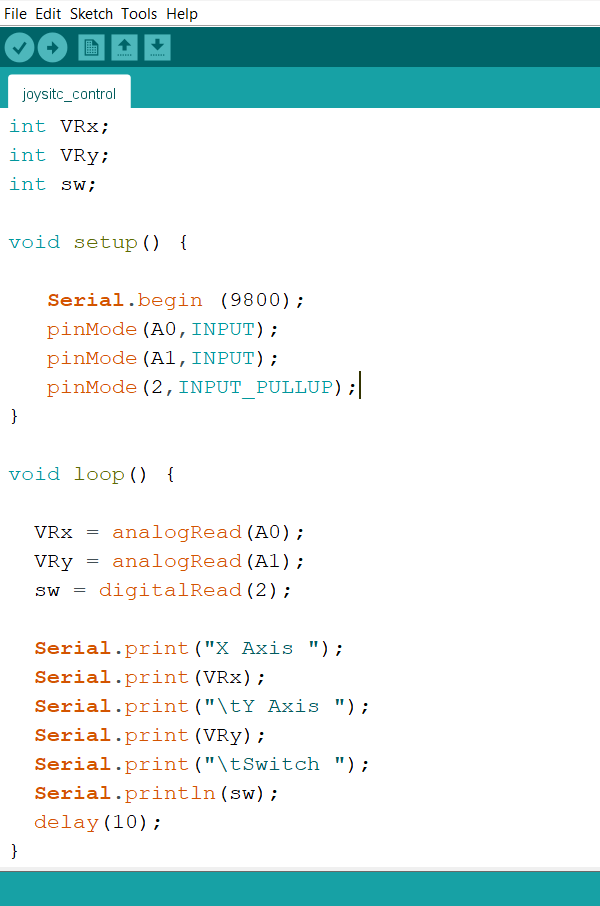 File Edit Sketch Tools Help
joysitc_control
int VRx;
int VRy;
int sw;
void setup() {
Serial.begin (9800);
pinMode(A0,INPUT);
pinMode(A1,INPUT);
pinMode(2,INPUT_PULLUP);
}
void loop() {
VRx = analogRead(A0);
VRy = analogRead(A1);
sw = digitalRead(2);
Serial.print("X Axis ");
Serial.print(VRx);
Serial.print("\tY Axis ");
Serial.print(VRy);
Serial.print("\tSwitch ");
Serial.println(sw);
delay(10);
}